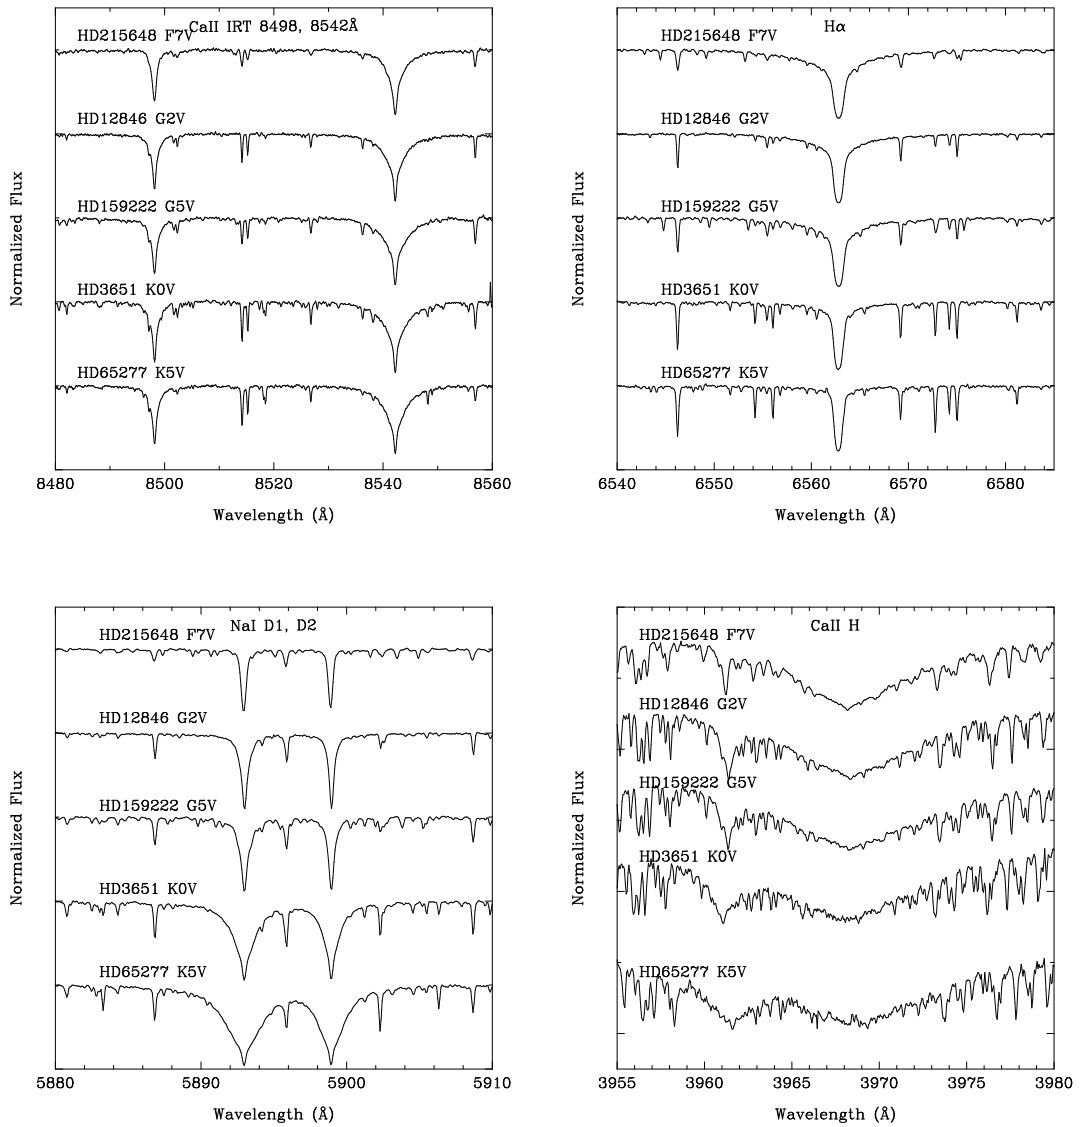 CaII IRT 8498, 8542Å
HD215648 F7V
HD12846 G2V
HD159222 G5V
HD3651 K0V
HD65277 K5V
Normalized Flux
8480 8500 8520 8540 8560
Wavelength (Å)
Hα
HD215648 F7V
HD12846 G2V
HD159222 G5V
HD3651 K0V
HD65277 K5V
Normalized Flux
6540 6550 6560 6570 6580
Wavelength (Å)
NaI D1, D2
HD215648 F7V
HD12846 G2V
HD159222 G5V
HD3651 K0V
HD65277 K5V
Normalized Flux
5880 5890 5900 5910
Wavelength (Å)
CaII H
HD215648 F7V
HD12846 G2V
HD159222 G5V
HD3651 K0V
HD65277 K5V
Normalized Flux
3955 3960 3965 3970 3975 3980
Wavelength (Å)